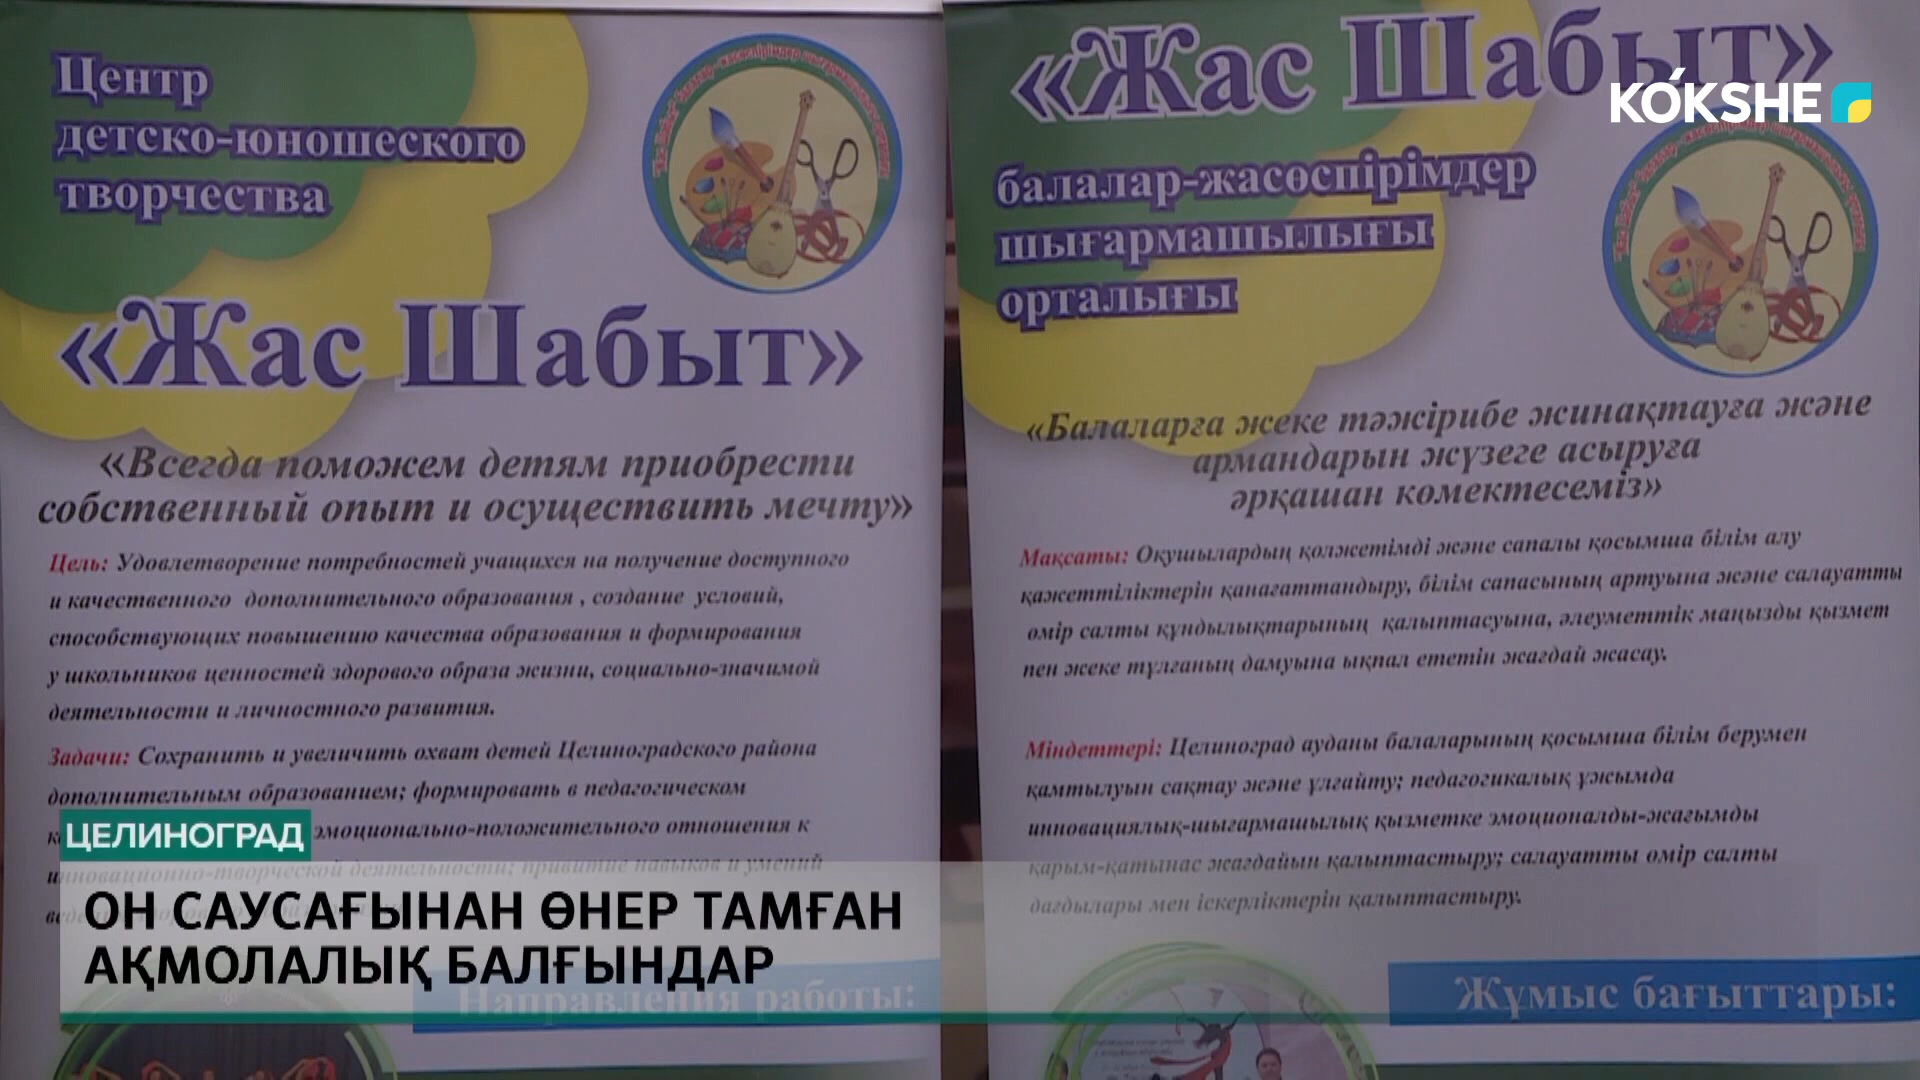 Центр
детско-юношеского
творчества
«Жас Шабыт»
«Всегда поможем детям приобрести
собственный опыт и осуществить мечту»
Цель: Удовлетворение потребностей учащихся на получение доступного
и качественного дополнительного образования , создание условий,
способствующих повышению качества образования и формирования
у школьников ценностей здорового образа жизни, социально-значимой
деятельности и личностного развития.
Задачи: Сохранить и увеличить охват детей Целиноградского района
дополнительным образованием; формировать в педагогическом
эмоционально-положительного отношения к
инновационно-творческой деятельности; привитие навыков и умений
Направления работы:
«Жас Шабыт»
балалар-жасөспірімдер
шығармашылығы
орталығы
«Балаларға жеке тәжірибе жинақтауға және
армандарын жүзеге асыруға
әрқашан көмектесеміз»
Мақсаты: Оқушылардың қолжетімді және сапалы қосымша білім алу
қажеттіліктерін қанағаттандыру, білім сапасының артуына және салауатты
өмір салты құндылықтарының қалыптасуына, әлеуметтік маңызды қызмет
пен жеке тұлғаның дамуына ықпал ететін жағдай жасау.
Міндеттері: Целиноград ауданы балаларының қосымша білім берумен
қамтылуын сақтау және ұлғайту; педагогикалық ұжымда
инновациялық-шығармашылық қызметке эмоционалды-жағымды
қарым-қатынас жағдайын қалыптастыру; салауатты өмір салты
дағдылары мен іскерліктерін қалыптастыру.
Жұмыс бағыттары:
KÓKSHE
ЦЕЛИНОГРАД
ОН САУСАҒЫНАН ӨНЕР ТАМҒАН
АҚМОЛАЛЫҚ БАЛҒЫНДАР